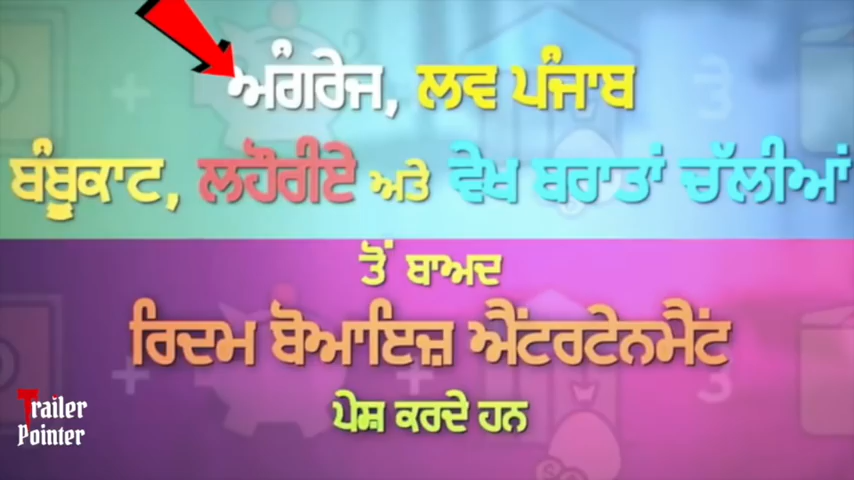 ਅੰਗਰੇਜ, ਲਵ ਪੰਜਾਬ
ਬੰਬੂਕਾਟ, ਲਹੌਰੀਏ ਅਤੇ ਵੇਖ ਬਰਾਤਾਂ ਚੱਲੀਆਂ
ਤੋਂ ਬਾਅਦ
ਰਿਦਮ ਬੋਆਇਜ਼ ਐਂਟਰਟੇਨਮੈਂਟ
ਪੇਸ਼ ਕਰਦੇ ਹਨ
Trailer
Pointer